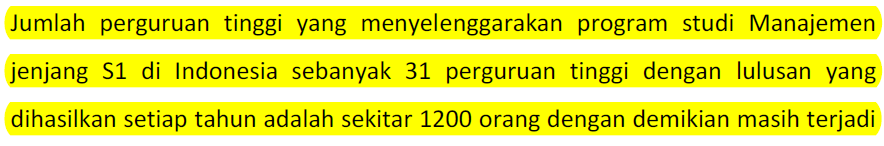 Jumlah perguruan tinggi yang menyelenggarakan program studi Manajemen
jenjang S1 di Indonesia sebanyak 31 perguruan tinggi dengan lulusan yang
dihasilkan setiap tahun adalah sekitar 1200 orang dengan demikian masih terjadi